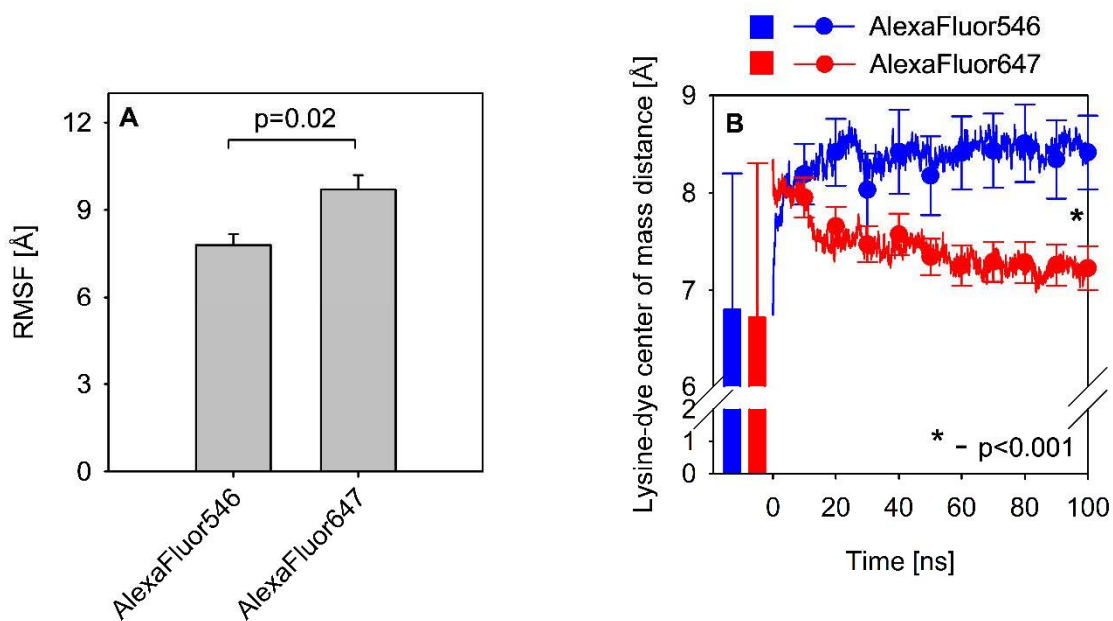 A
p=0.02
RMSF [Å]
12
9
6
3
0
AlexaFluor546
AlexaFluor647
AlexaFluor546
AlexaFluor647
B
Lysine-dye center of mass distance [Å]
9
8
7
6
2
1
0
*
* - p<0.001
0 20 40 60 80 100
Time [ns]